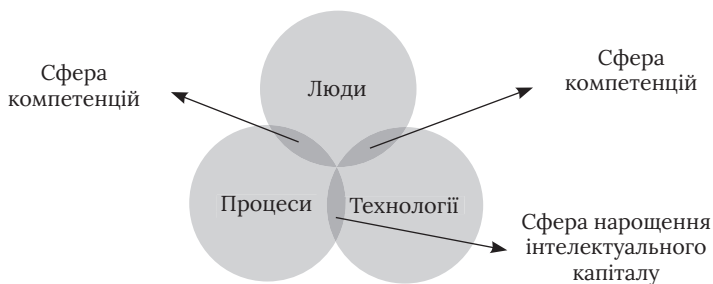 Сфера
компетенцій
Люди
Сфера
компетенцій
Процеси
Технології
Сфера нарощення
інтелектуального
капіталу